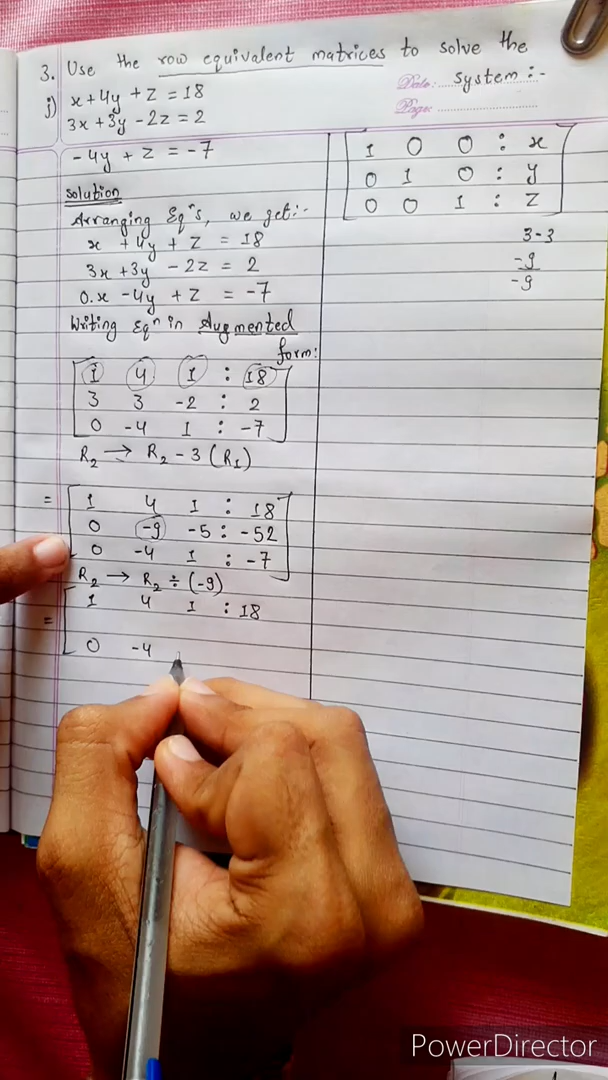 3. Use the row equivalent matrices to solve the
system :-
Date:
Page:
j) x + 4y + z = 18
3x + 3y - 2z = 2
- 4y + z = -7
Solution
Arranging Eqⁿs, we get:-
x + 4y + z = 18
3x + 3y - 2z = 2
0.x - 4y + z = -7
Writing Eqⁿ in Augmented
form:
1 4 1 : 18
3 3 -2 : 2
0 -4 1 : -7
R₂ → R₂ - 3 (R₁)
= 1 4 1 : 18
0 -9 -5 : -52
0 -4 1 : -7
R₂ → R₂ ÷ (-9)
= 1 4 1 : 18
0 -4
1 0 0 : x
0 1 0 : y
0 0 1 : z
3-3
-9
-9
PowerDirector